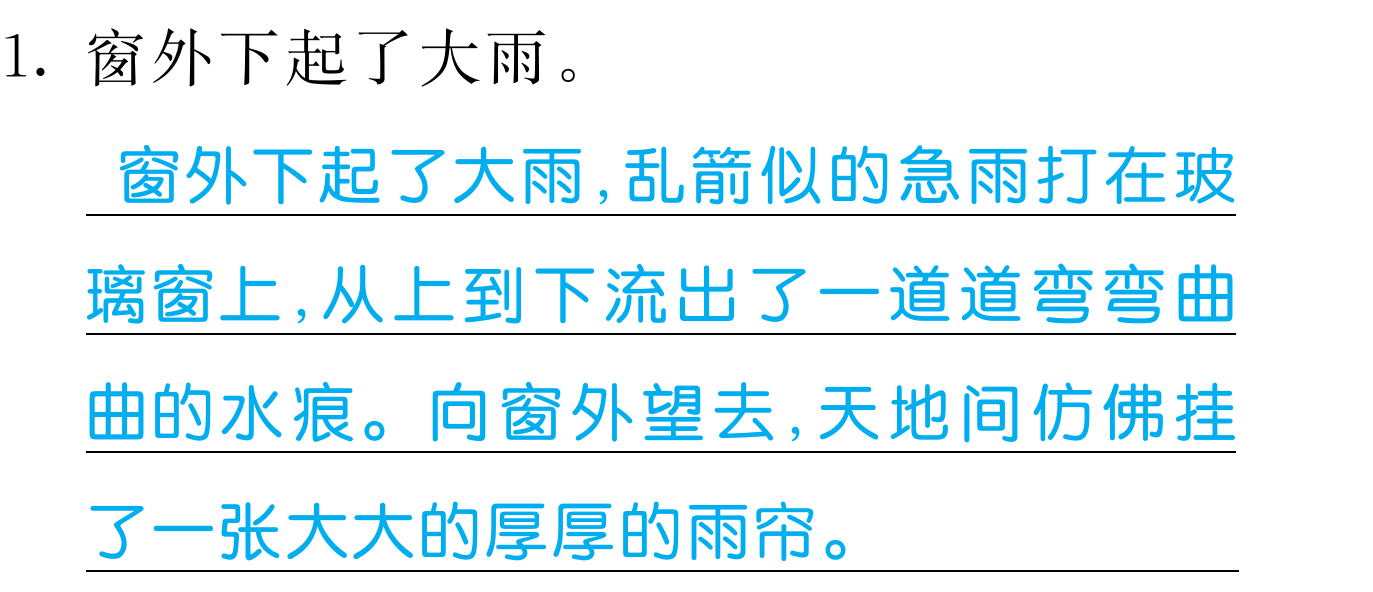 1. 窗外下起了大雨。
窗外下起了大雨,乱箭似的急雨打在玻
璃窗上,从上到下流出了一道道弯弯曲
曲的水痕。向窗外望去,天地间仿佛挂
了一张大大的厚厚的雨帘。